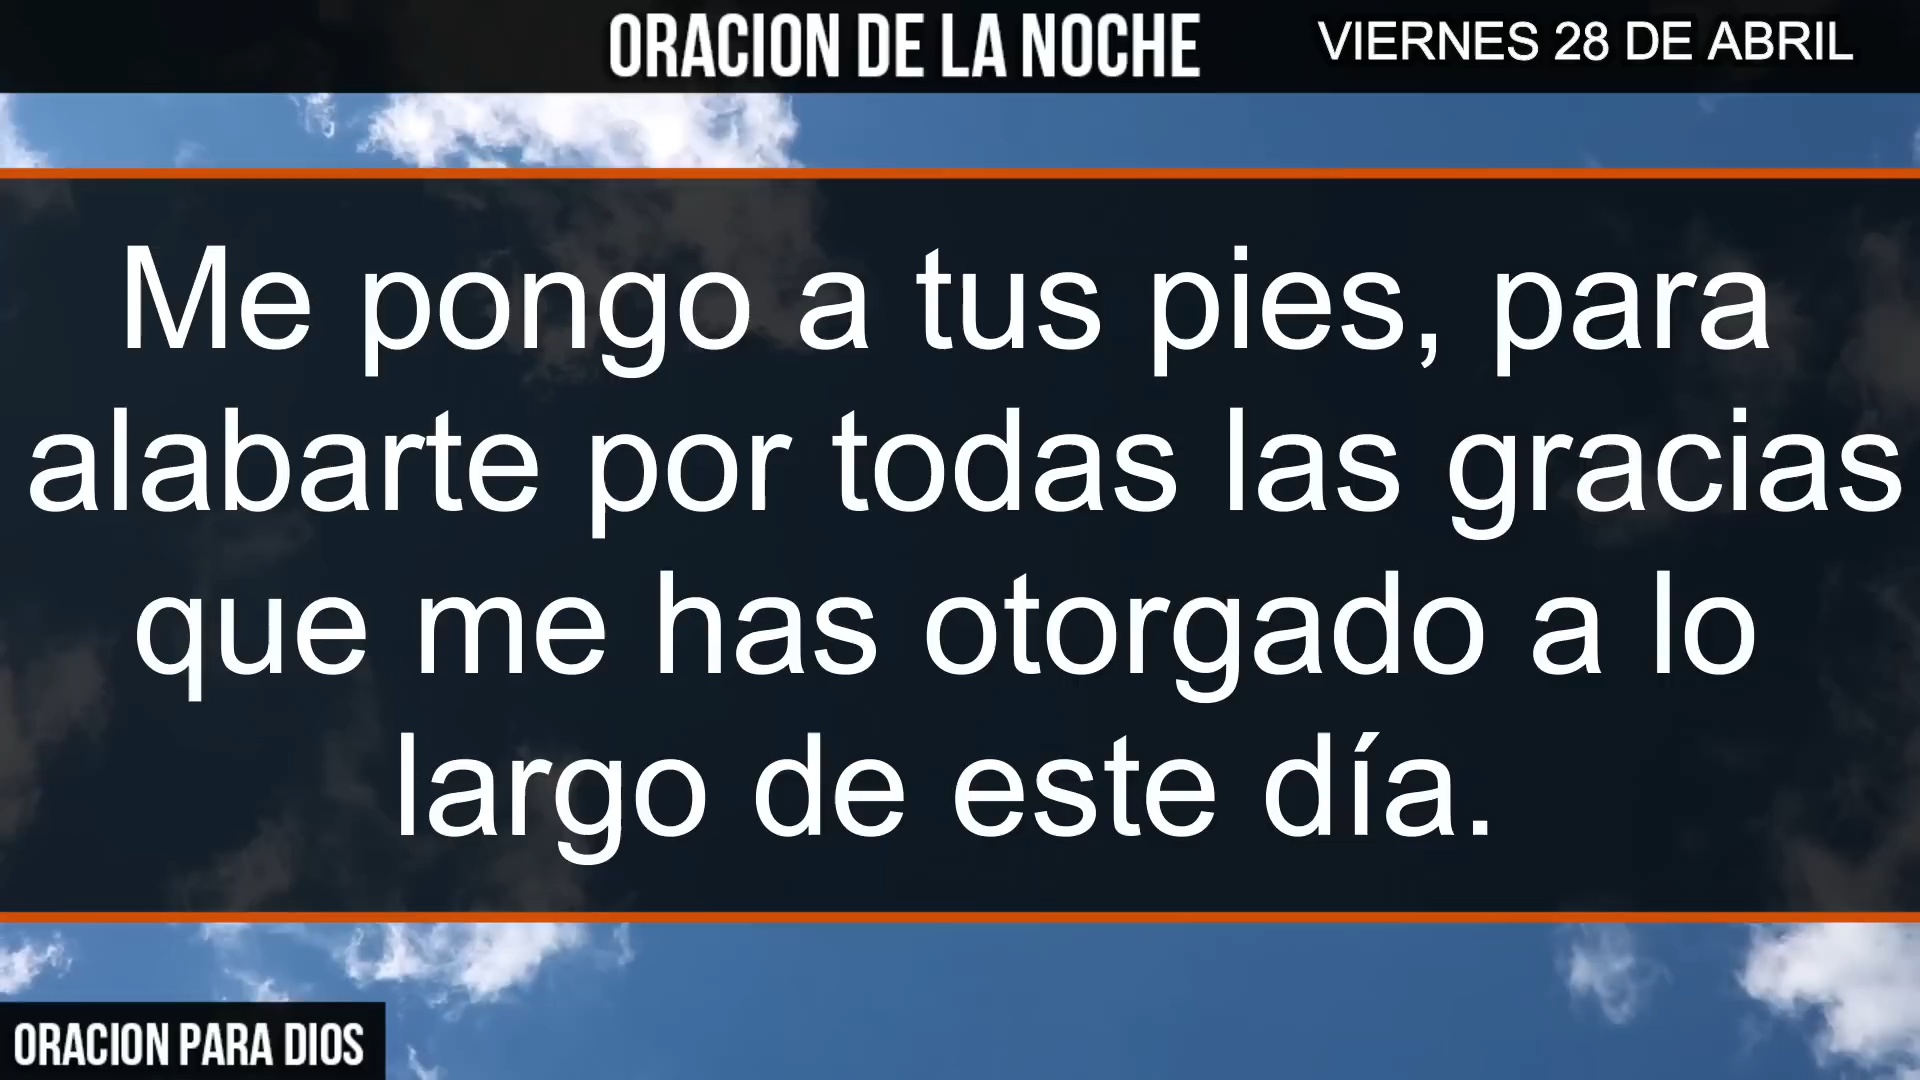 ORACION DE LA NOCHE
VIERNES 28 DE ABRIL
Me pongo a tus pies, para
alabarte por todas las gracias
que me has otorgado a lo
largo de este día.
ORACION PARA DIOS